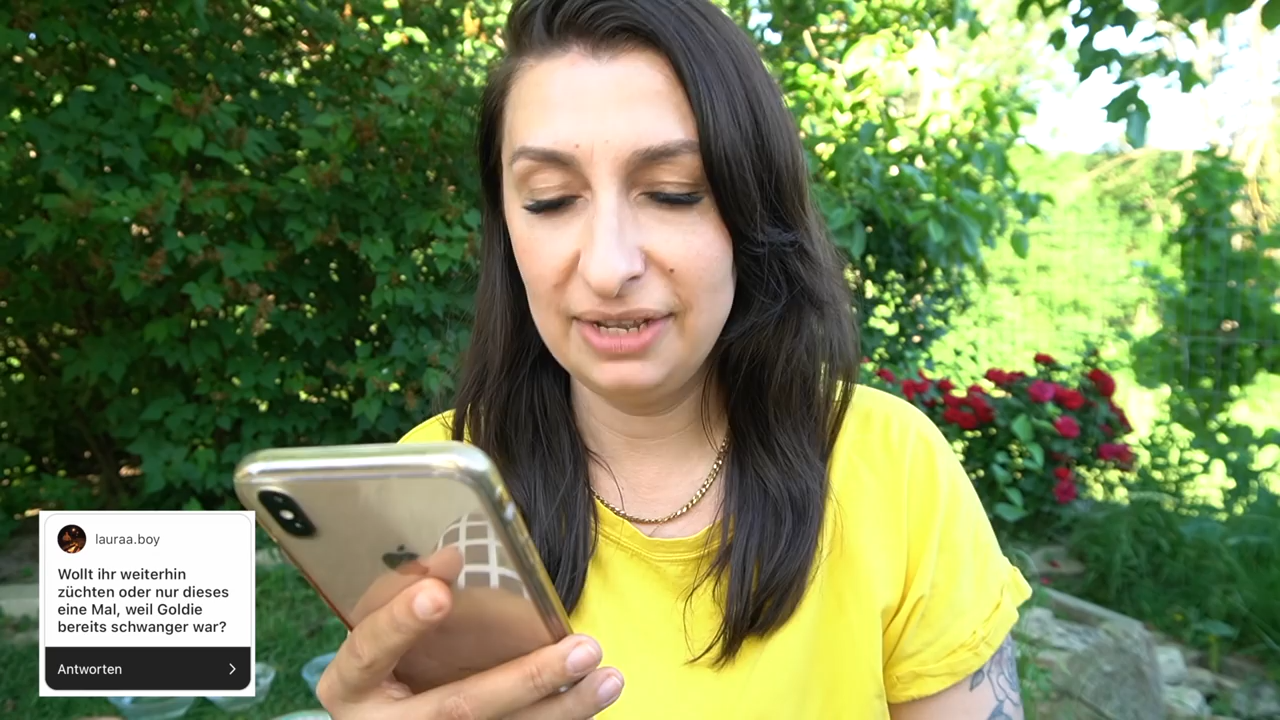 lauraa.boy
Wollt ihr weiterhin
züchten oder nur dieses
eine Mal, weil Goldie
bereits schwanger war?
Antworten